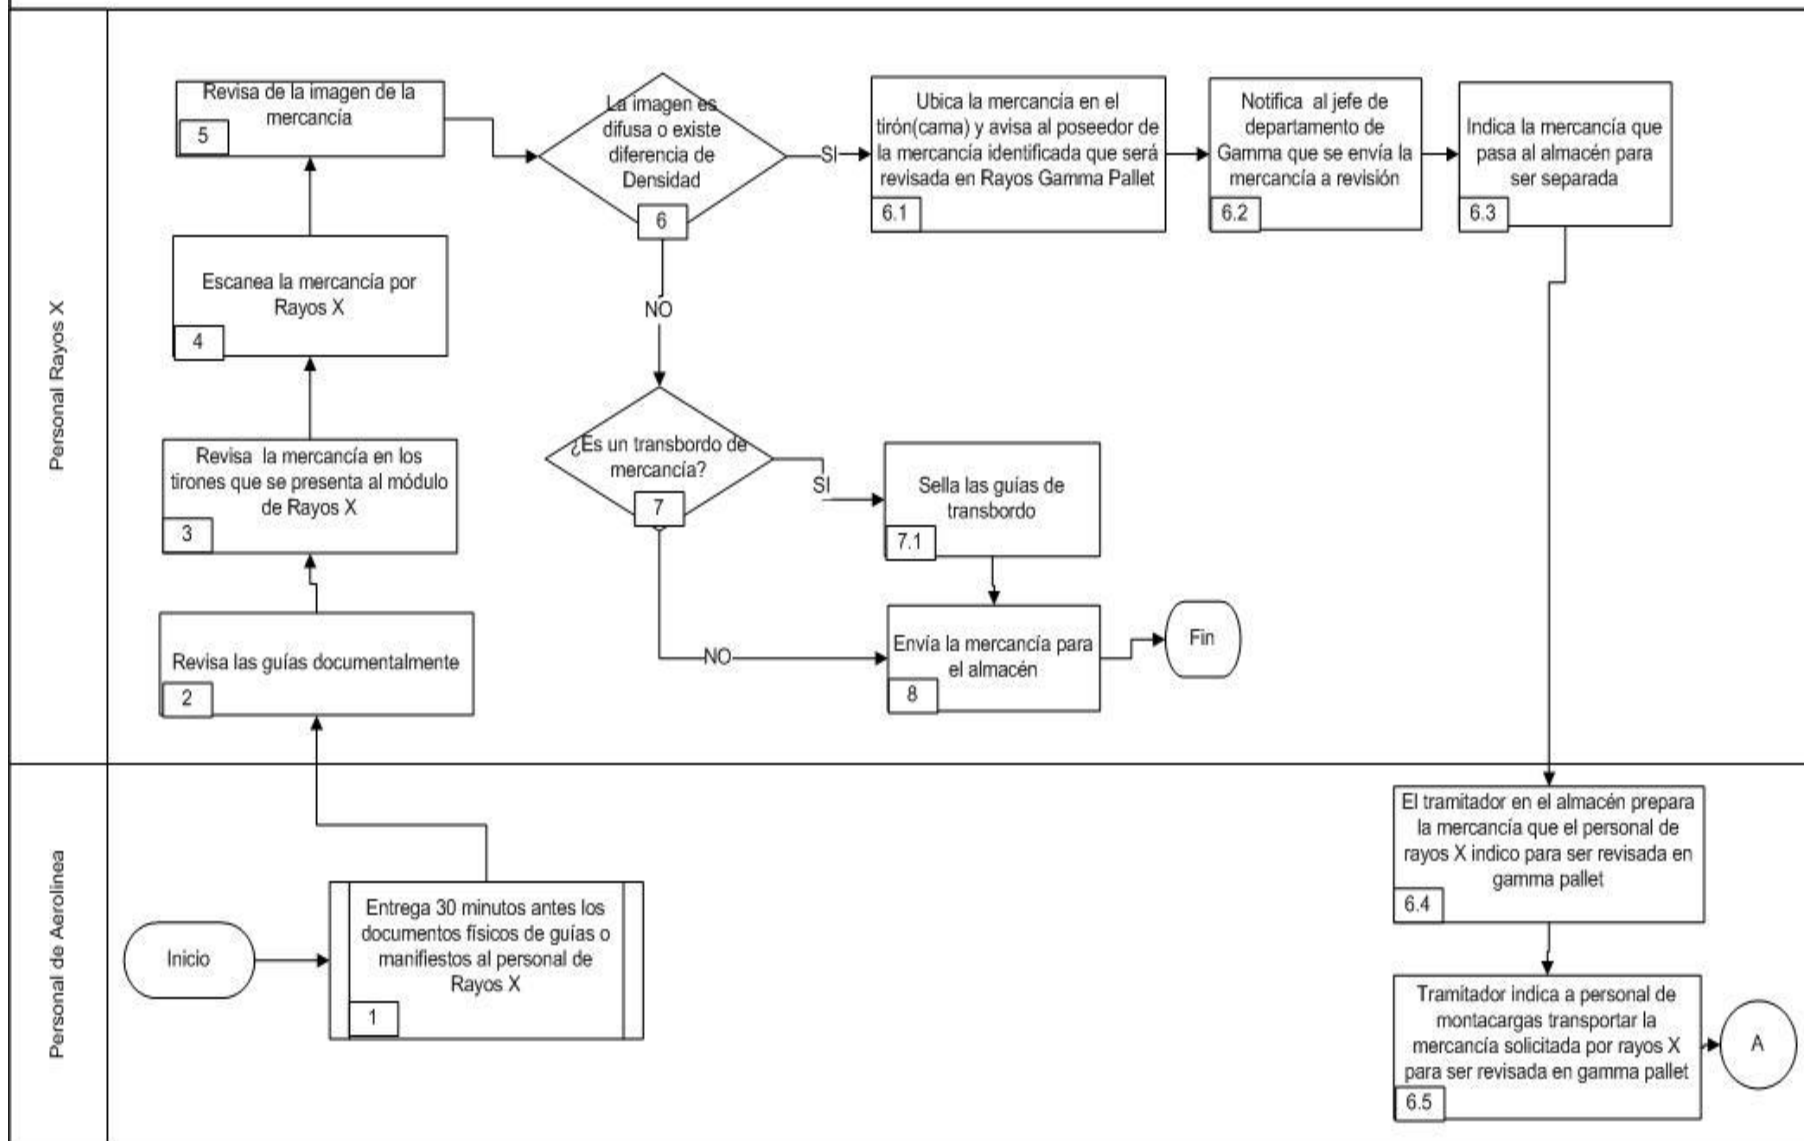 Personal Rayos X
Revisa de la imagen de la
mercancía
5
La imagen es
difusa o existe
diferencia de
Densidad
6
SI
Ubica la mercancía en el
tirón(cama) y avisa al poseedor de
la mercancía identificada que será
revisada en Rayos Gamma Pallet
6.1
Notifica al jefe de
departamento de
Gamma que se envía la
mercancía a revisión
6.2
Indica la mercancía que
pasa al almacén para
ser separada
6.3
Escanea la mercancía por
Rayos X
4
NO
Revisa la mercancía en los
tirones que se presenta al módulo
de Rayos X
3
¿Es un transbordo de
mercancía?
7
SI
Sella las guías de
transbordo
7.1
Revisa las guías documentalmente
2
NO
Envía la mercancía para
el almacén
8
Fin
Personal de Aerolinea
Inicio
Entrega 30 minutos antes los
documentos físicos de guías o
manifiestos al personal de
Rayos X
1
El tramitador en el almacén prepara
la mercancía que el personal de
rayos X indico para ser revisada en
gamma pallet
6.4
Tramitador indica a personal de
montacargas transportar la
mercancía solicitada por rayos X
para ser revisada en gamma pallet
6.5
A